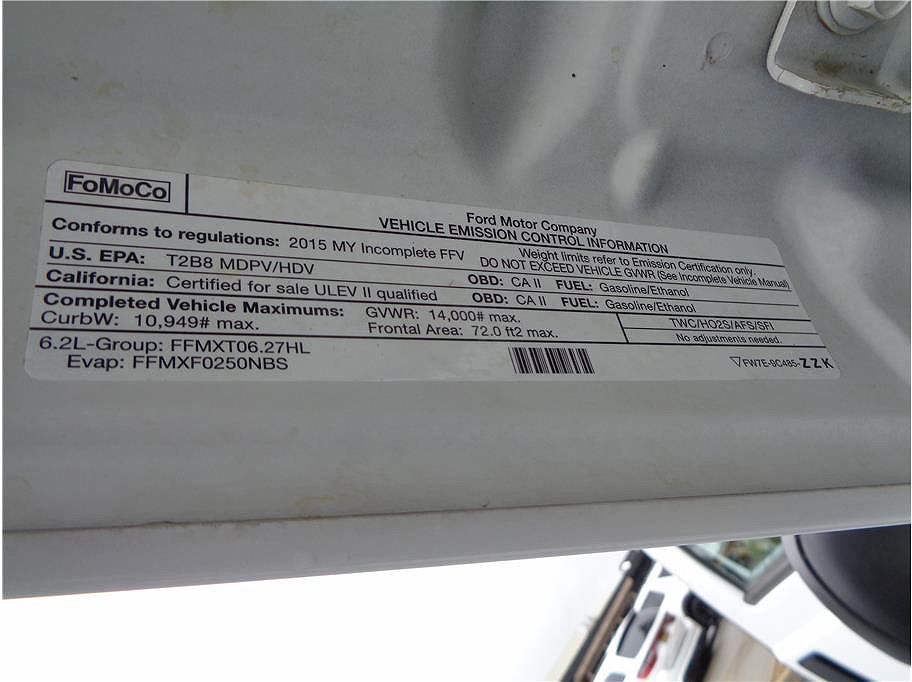 FoMoCo
Ford Motor Company
VEHICLE EMISSION CONTROL INFORMATION
Conforms to regulations: 2015 MY Incomplete FFV
Weight limits refer to Emission Certification only.
DO NOT EXCEED VEHICLE GVWR (See Incomplete Vehicle Manual)
U.S. EPA: T2B8 MDPV/HDV OBD: CA II FUEL: Gasoline/Ethanol
California: Certified for sale ULEV II qualified OBD: CA II FUEL: Gasoline/Ethanol
Completed Vehicle Maximums: GVWR: 14,000# max.
CurbW: 10,949# max. Frontal Area: 72.0 ft2 max.
TWC/HO2S/AFS/SFI
No adjustments needed.
6.2L-Group: FFMXT06.27HL
Evap: FFMXF0250NBS
FW7E-9C485-ZZK